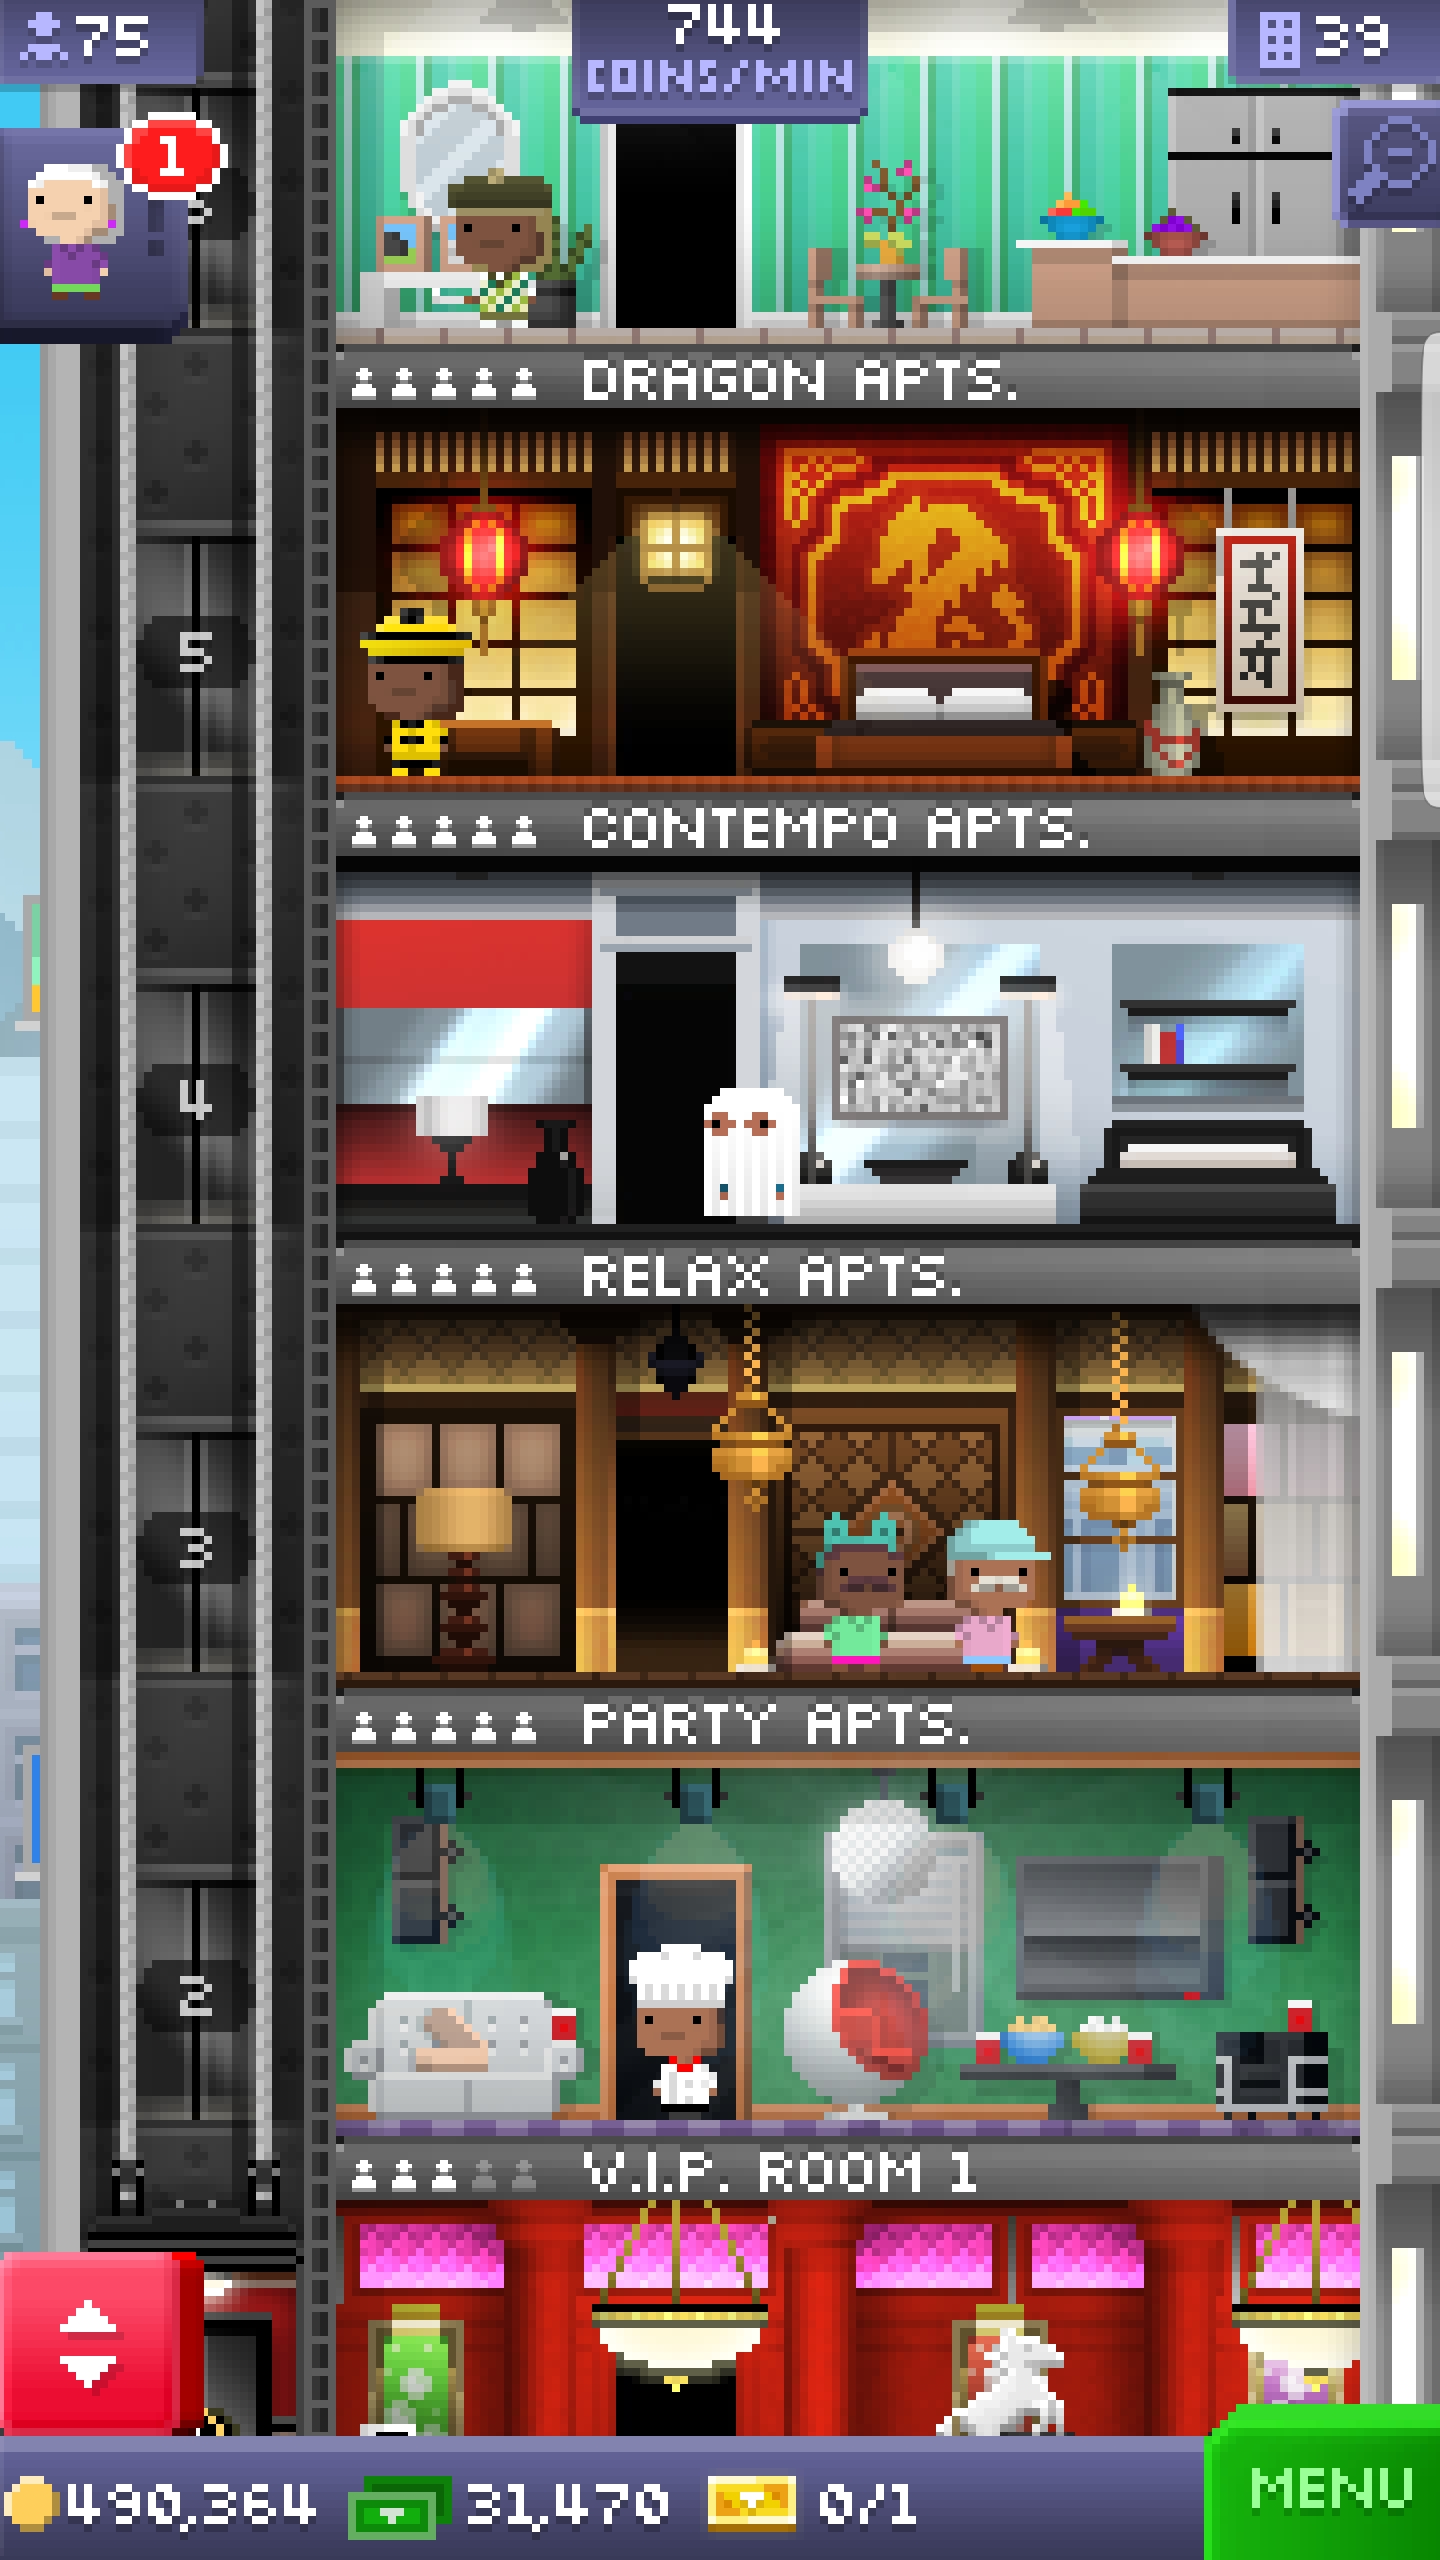 75
744
COINS/MIN
39
1
DRAGON APTS.
5
CONTEMPO APTS.
4
RELAX APTS.
3
PARTY APTS.
2
V.I.P. ROOM 1
490,364
31,470
0/1
MENU